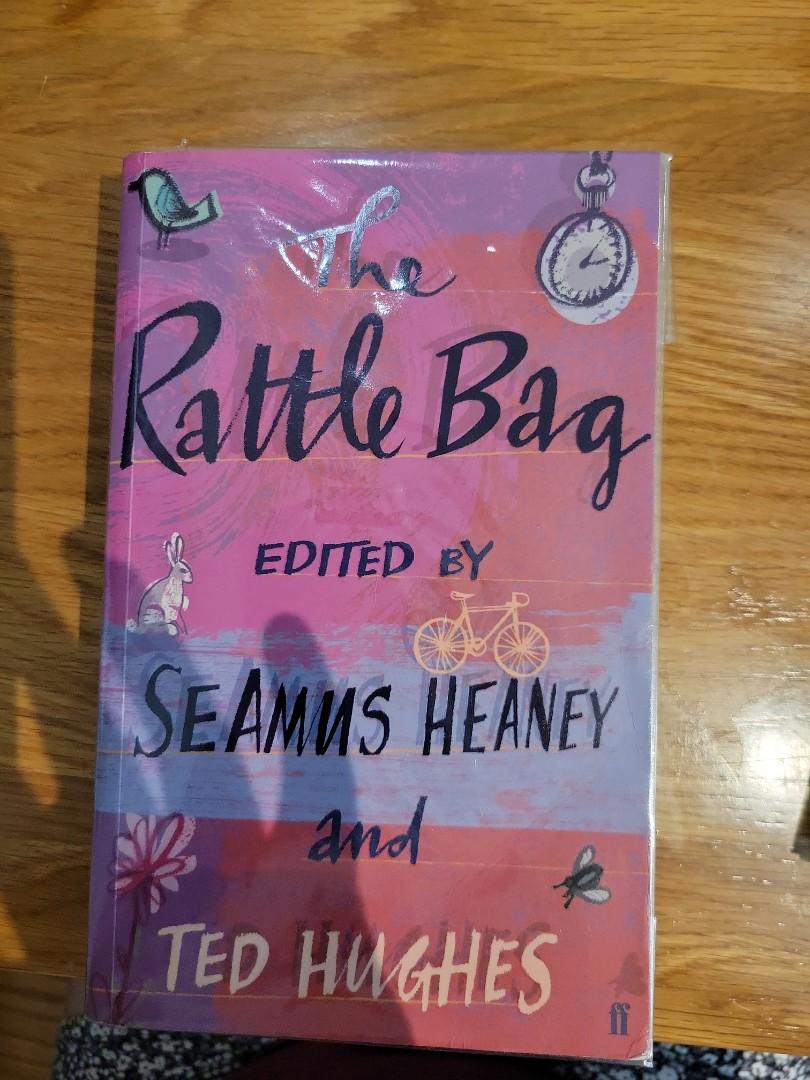 The
Rattle Bag
EDITED BY
SEAMUS HEANEY
and
TED HUGHES
ff